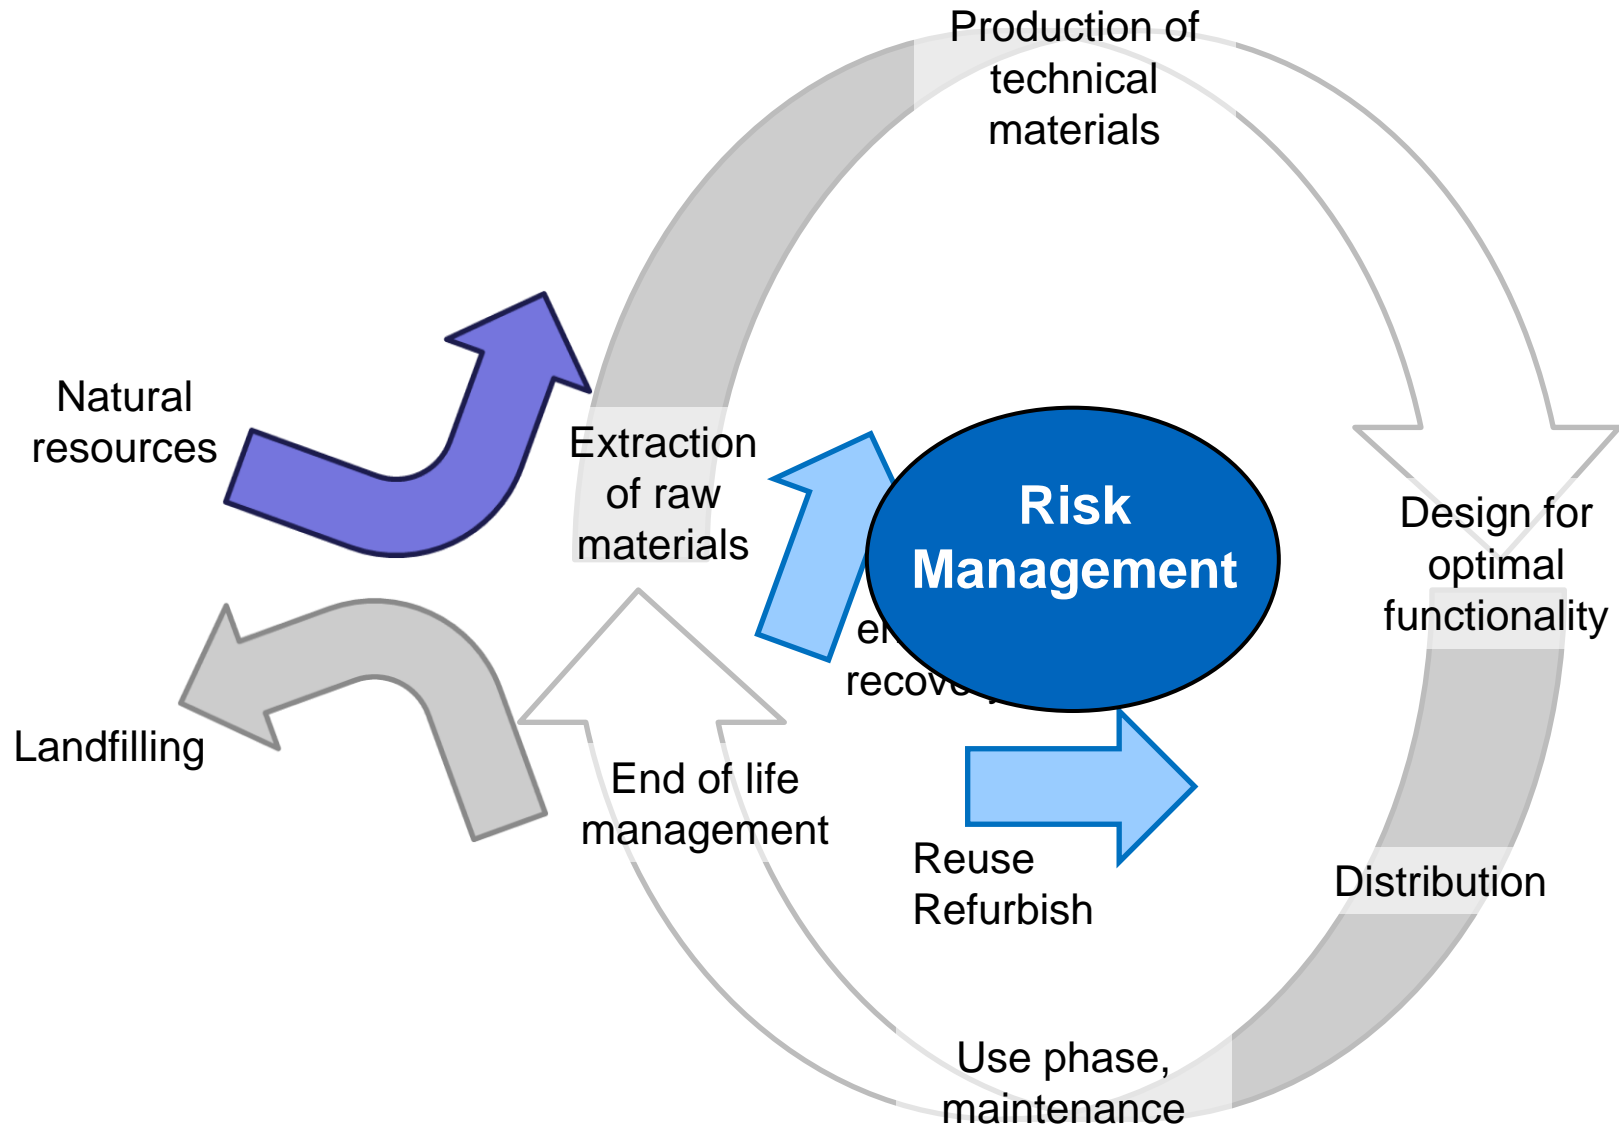 Production of
technical
materials
Natural
resources
Extraction
of raw
materials
Risk
Management
Design for
optimal
functionality
Landfilling
End of life
management
Reuse
Refurbish
Distribution
Use phase,
maintenance